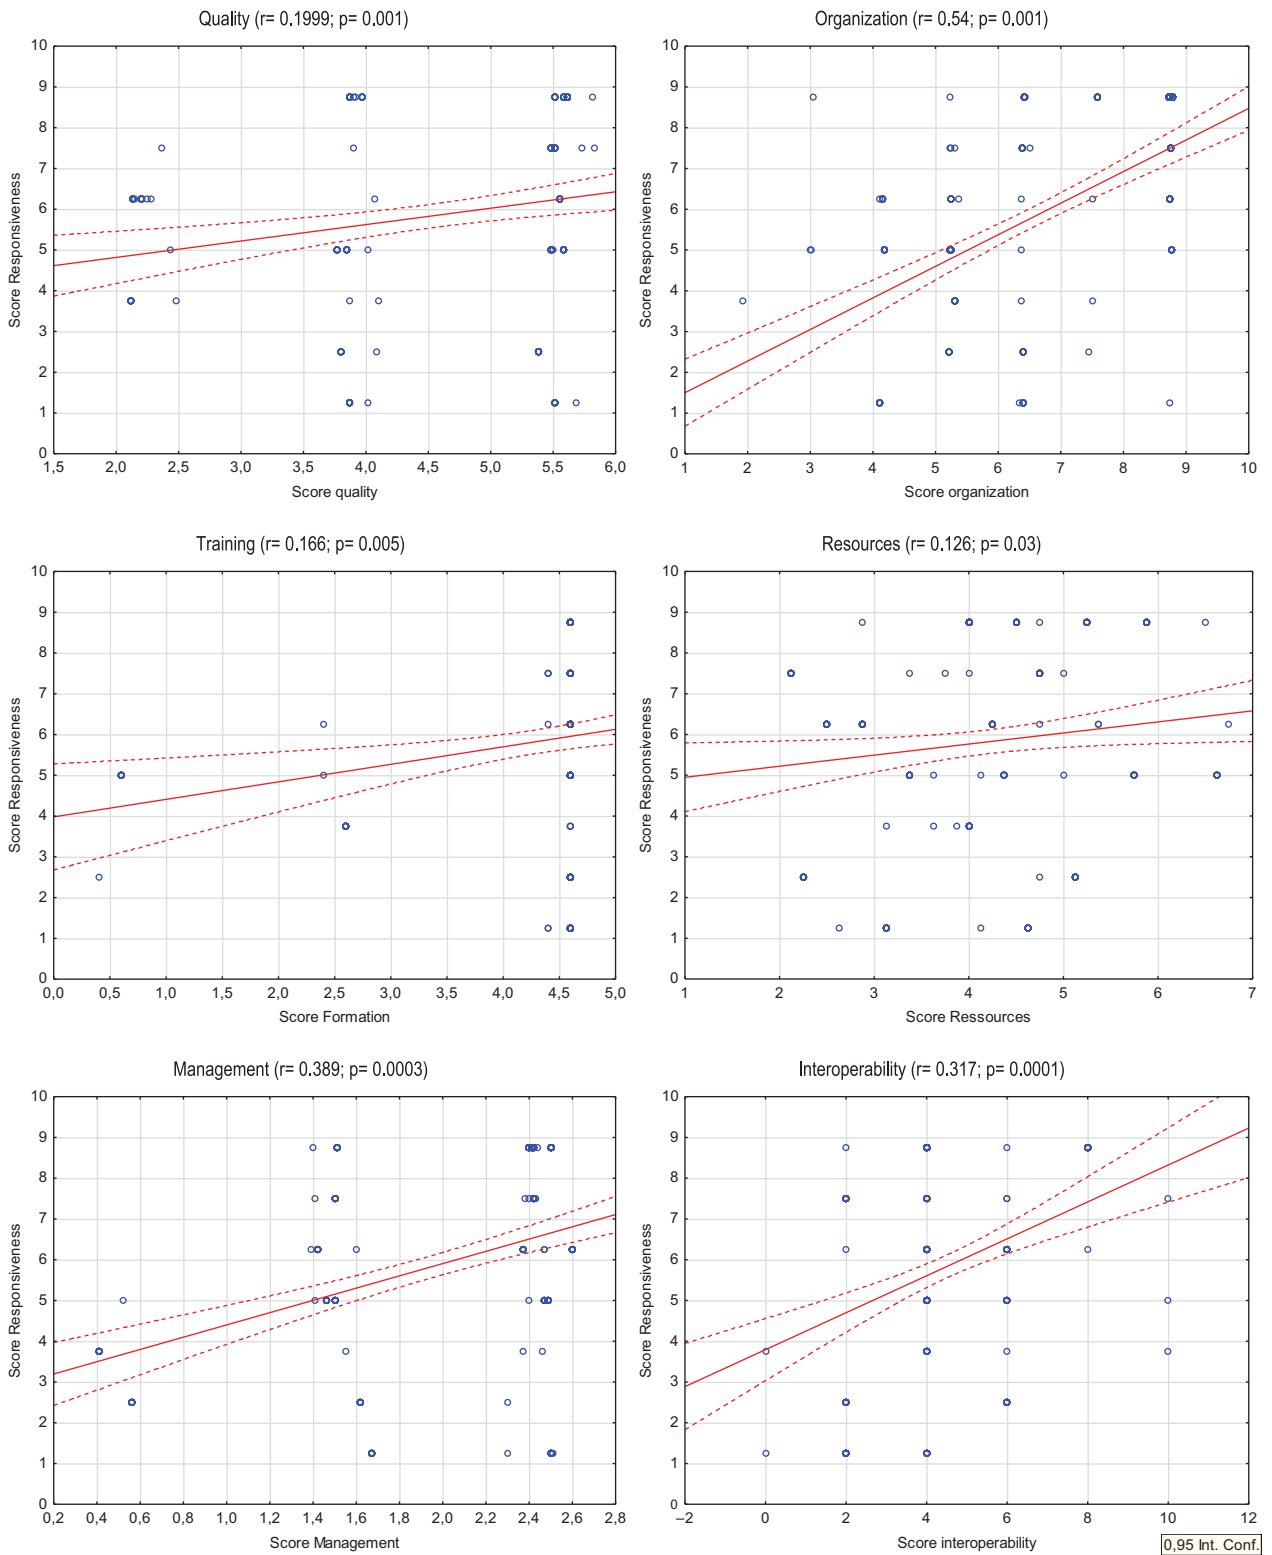 Quality (r= 0.1999; p= 0.001)
10
9
8
7
6
5
4
3
2
1
0
Score Responsiveness
1,5 2,0 2,5 3,0 3,5 4,0 4,5 5,0 5,5 6,0
Score quality
Organization (r= 0.54; p= 0.001)
10
9
8
7
6
5
4
3
2
1
0
Score Responsiveness
1 2 3 4 5 6 7 8 9 10
Score organization
Training (r= 0.166; p= 0.005)
10
9
8
7
6
5
4
3
2
1
0
Score Responsiveness
0,0 0,5 1,0 1,5 2,0 2,5 3,0 3,5 4,0 4,5 5,0
Score Formation
Resources (r= 0.126; p= 0.03)
10
9
8
7
6
5
4
3
2
1
0
Score Responsiveness
1 2 3 4 5 6 7
Score Ressources
Management (r= 0.389; p= 0.0003)
10
9
8
7
6
5
4
3
2
1
0
Score Responsiveness
0,2 0,4 0,6 0,8 1,0 1,2 1,4 1,6 1,8 2,2 2,4 2,6 2,8
Score Management
Interoperability (r= 0.317; p= 0.0001)
10
9
8
7
6
5
4
3
2
1
0
Score Responsiveness
–2 0 2 4 6 8 10 12
Score interoperability
0,95 Int. Conf.